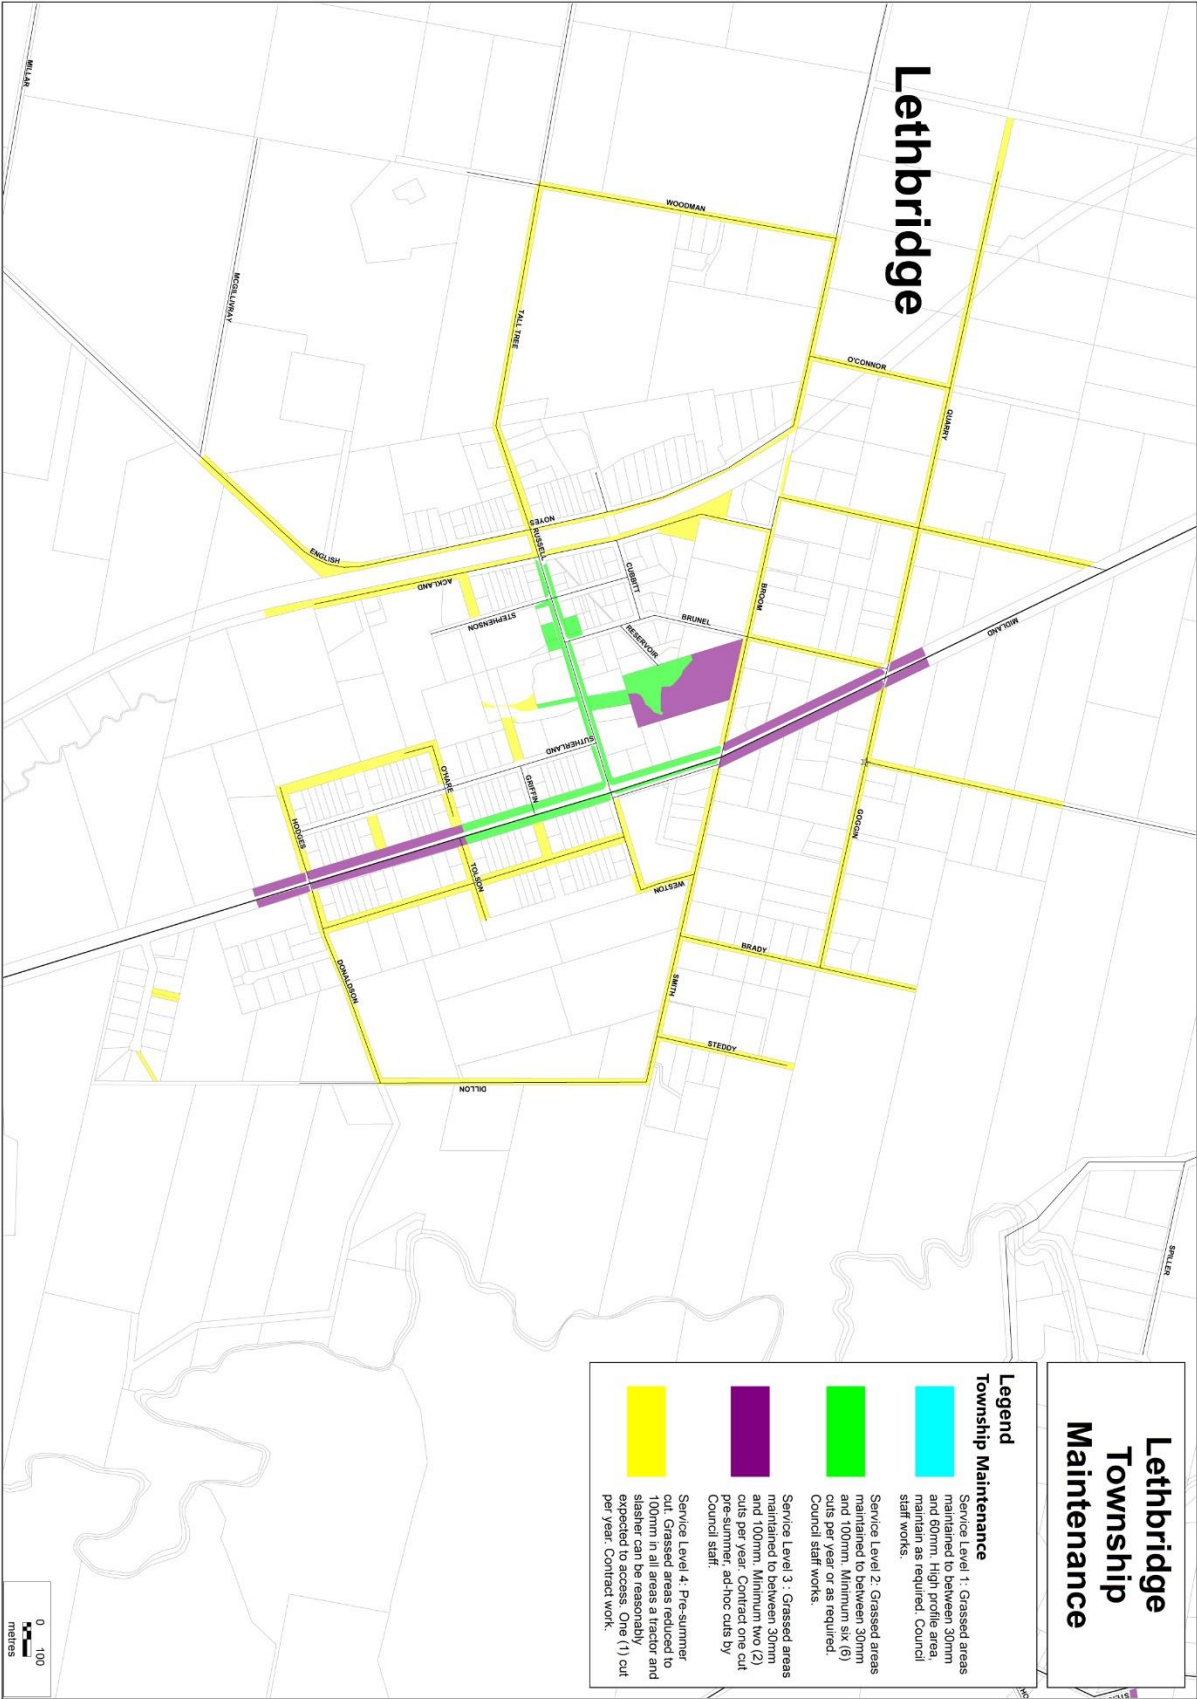 Lethbridge
Lethbridge
Township
Maintenance
Legend
Township Maintenance
Service Level 1: Grassed areas
maintained to between 30mm
and 60mm. High profile area,
maintain as required. Council
staff works.
Service Level 2: Grassed areas
maintained to between 30mm
and 100mm. Minimum six (6)
cuts per year or as required.
Council staff works.
Service Level 3 : Grassed areas
maintained to between 30mm
and 100mm. Minimum two (2)
cuts per year. Contract one cut
pre-summer, ad-hoc cuts by
Council staff.
Service Level 4: Pre-summer
cut. Grassed areas reduced to
100mm in all areas a tractor and
slasher can be reasonably
expected to access. One (1) cut
per year. Contract work.
0 100
metres
MILLAR
MCGILLIVRAY
WOODMAN
TALL TREE
O'CONNOR
QUARRY
NOYES
ENGLISH
RUSSELL
ACKLAND
STEPHENSON
CUBBITT
RESERVOIR
BRUNEL
BROOM
MIDLAND
SUTHERLAND
O'HARE
GRIFFIN
HODGES
TOLSON
WESTON
GOGGIN
BRADY
SMITH
STEDDY
DONALDSON
DILLON
SPILLER